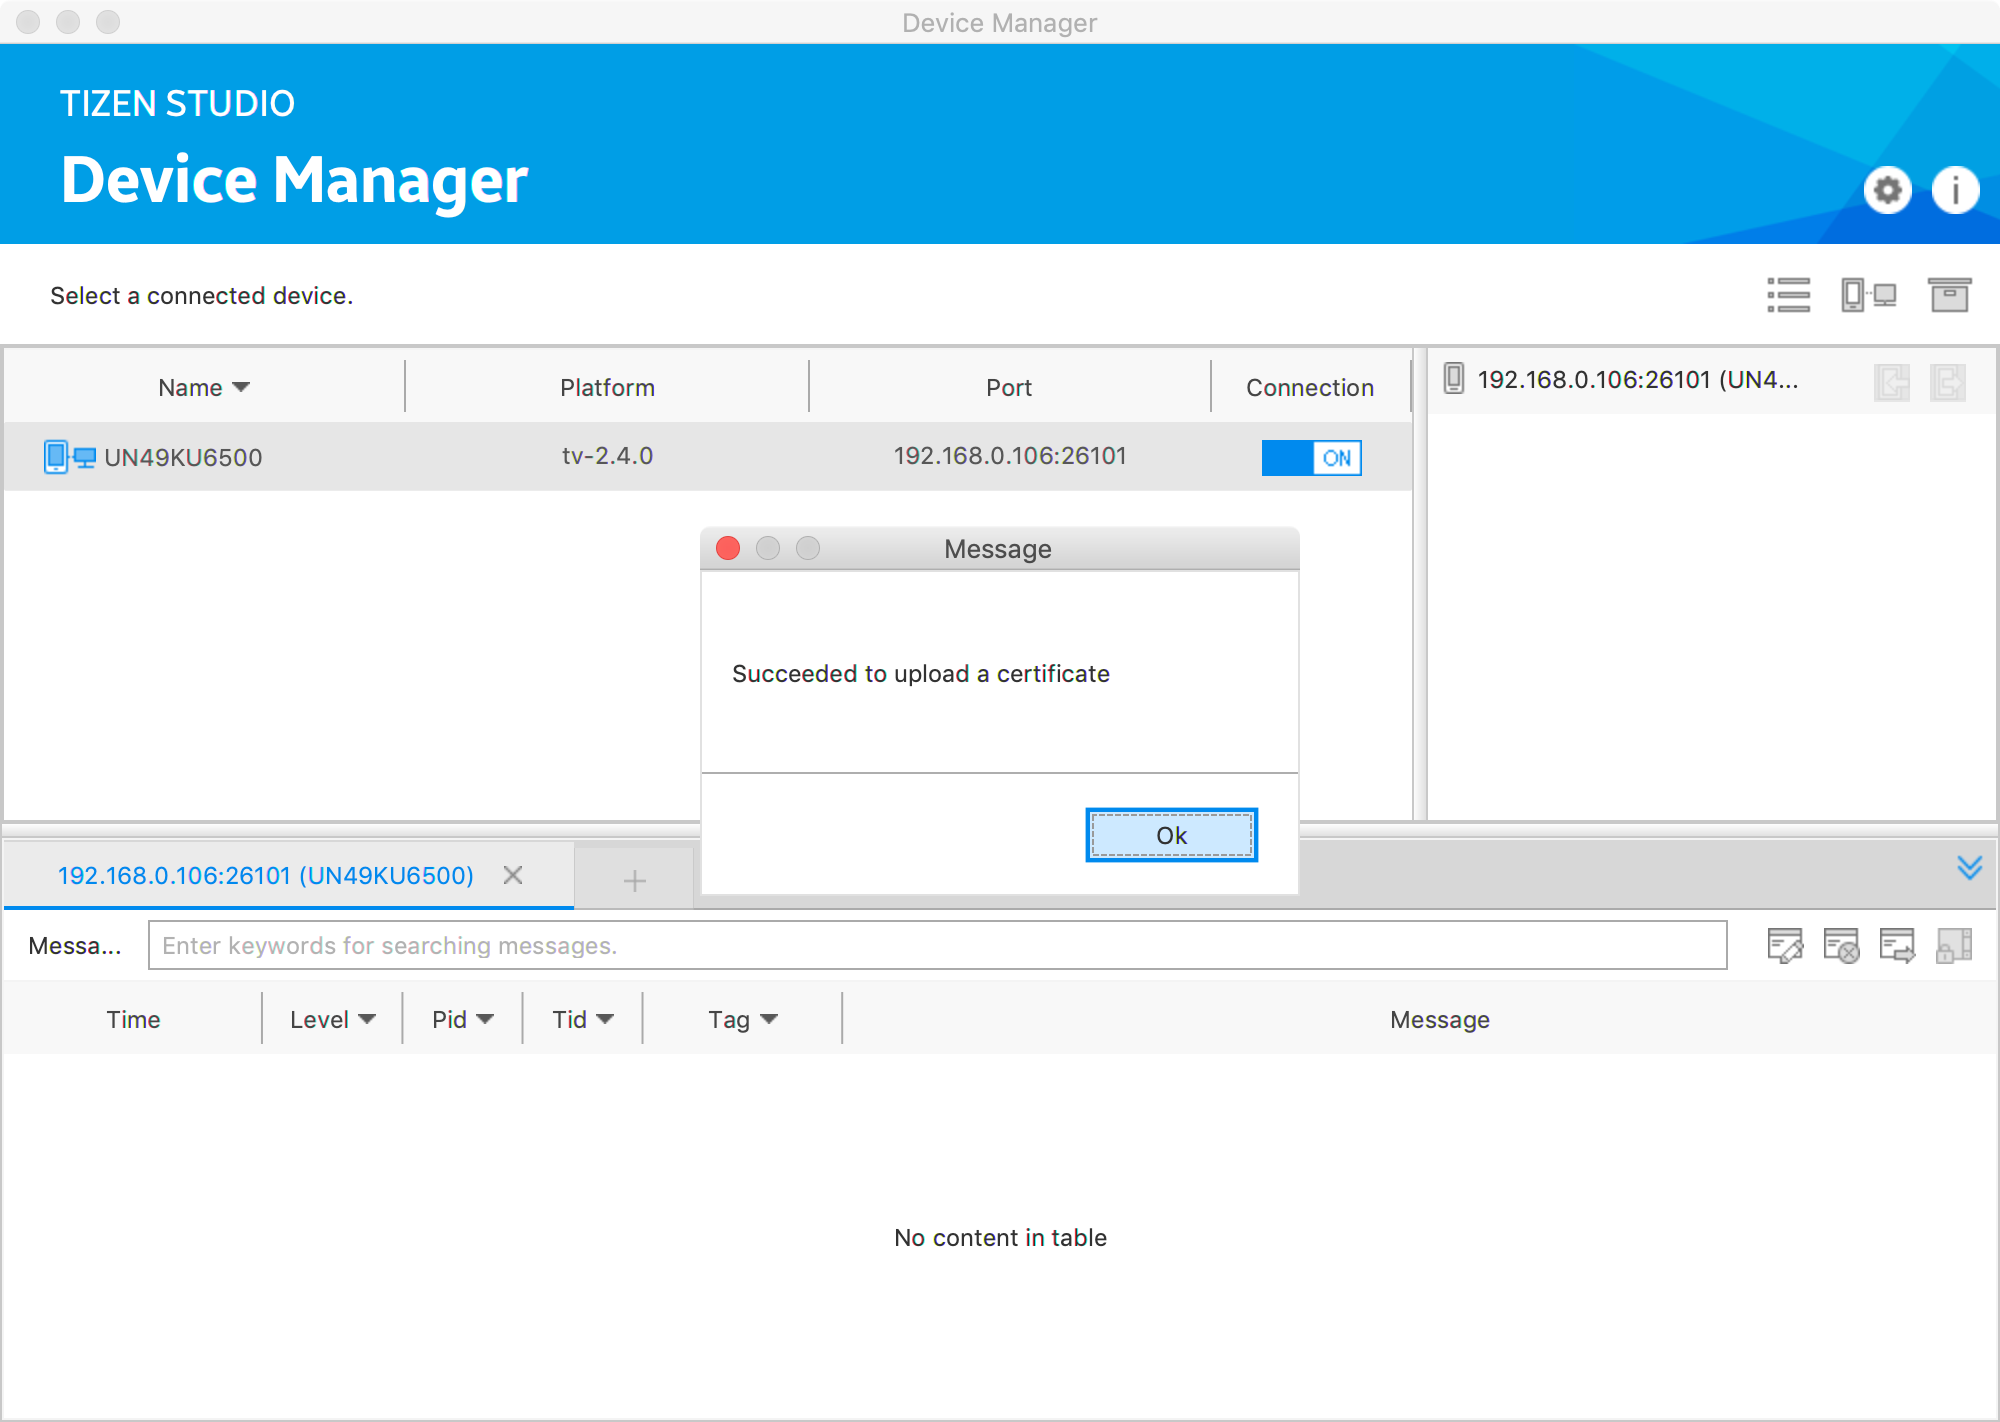 Device Manager
TIZEN STUDIO
Device Manager
i
Select a connected device.
Name Platform Port Connection
192.168.0.106:26101 (UN4...
UN49KU6500 tv-2.4.0 192.168.0.106:26101 ON
Message
Succeeded to upload a certificate
Ok
192.168.0.106:26101 (UN49KU6500)
Messa... Enter keywords for searching messages.
Time Level Pid Tid Tag Message
No content in table